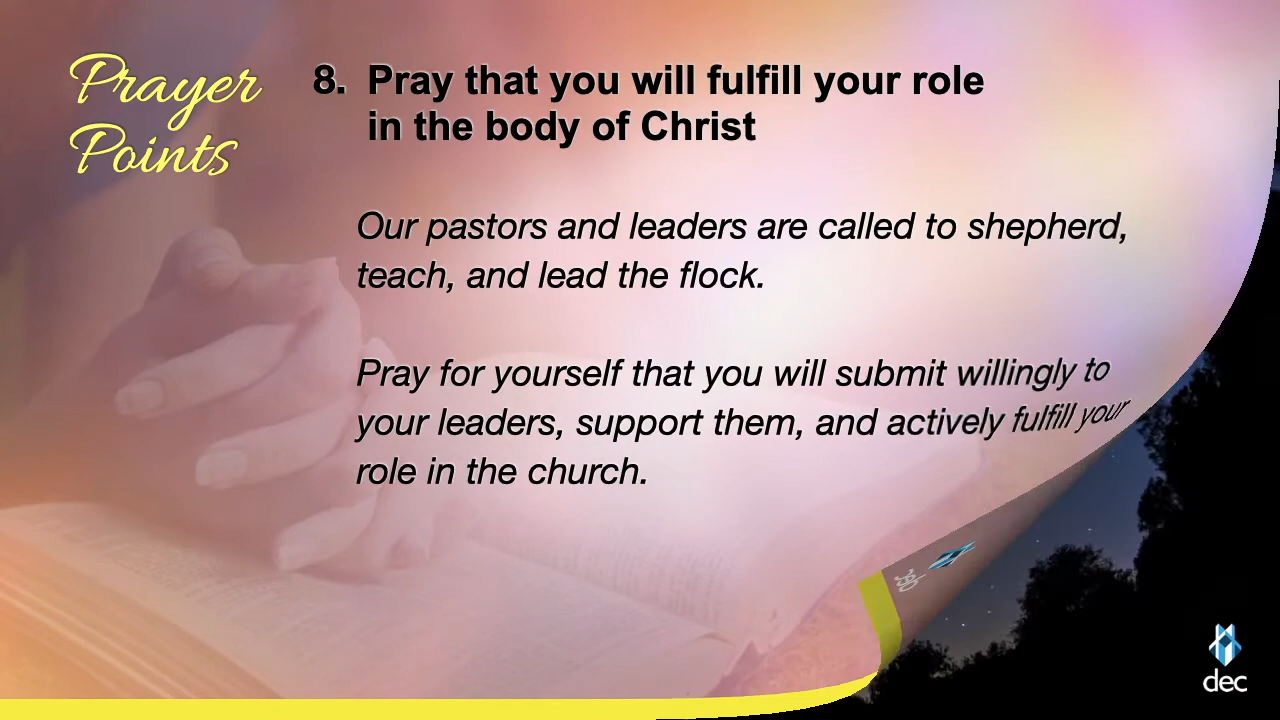 Prayer
Points
8. Pray that you will fulfill your role
in the body of Christ
Our pastors and leaders are called to shepherd,
teach, and lead the flock.
Pray for yourself that you will submit willingly to
your leaders, support them, and actively fulfill your
role in the church.
dec
dec